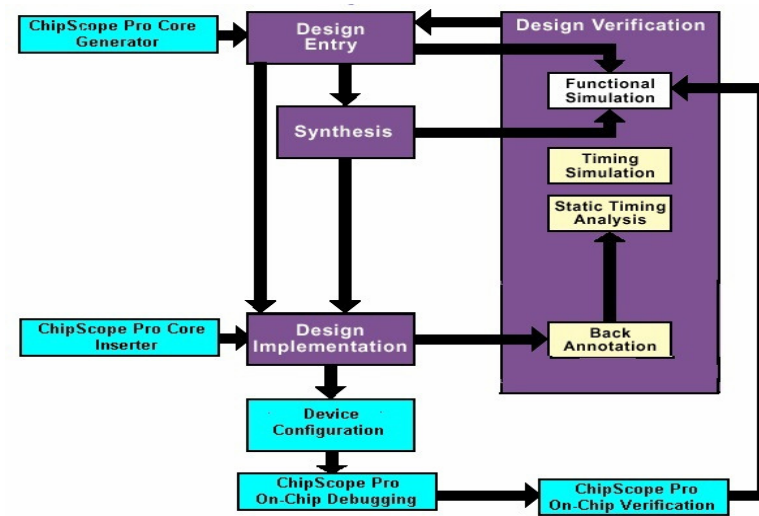 ChipScope Pro Core
Generator
Design
Entry
Design Verification
Functional
Simulation
Synthesis
Timing
Simulation
Static Timing
Analysis
ChipScope Pro Core
Inserter
Design
Implementation
Back
Annotation
Device
Configuration
ChipScope Pro
On-Chip Debugging
ChipScope Pro
On-Chip Verification